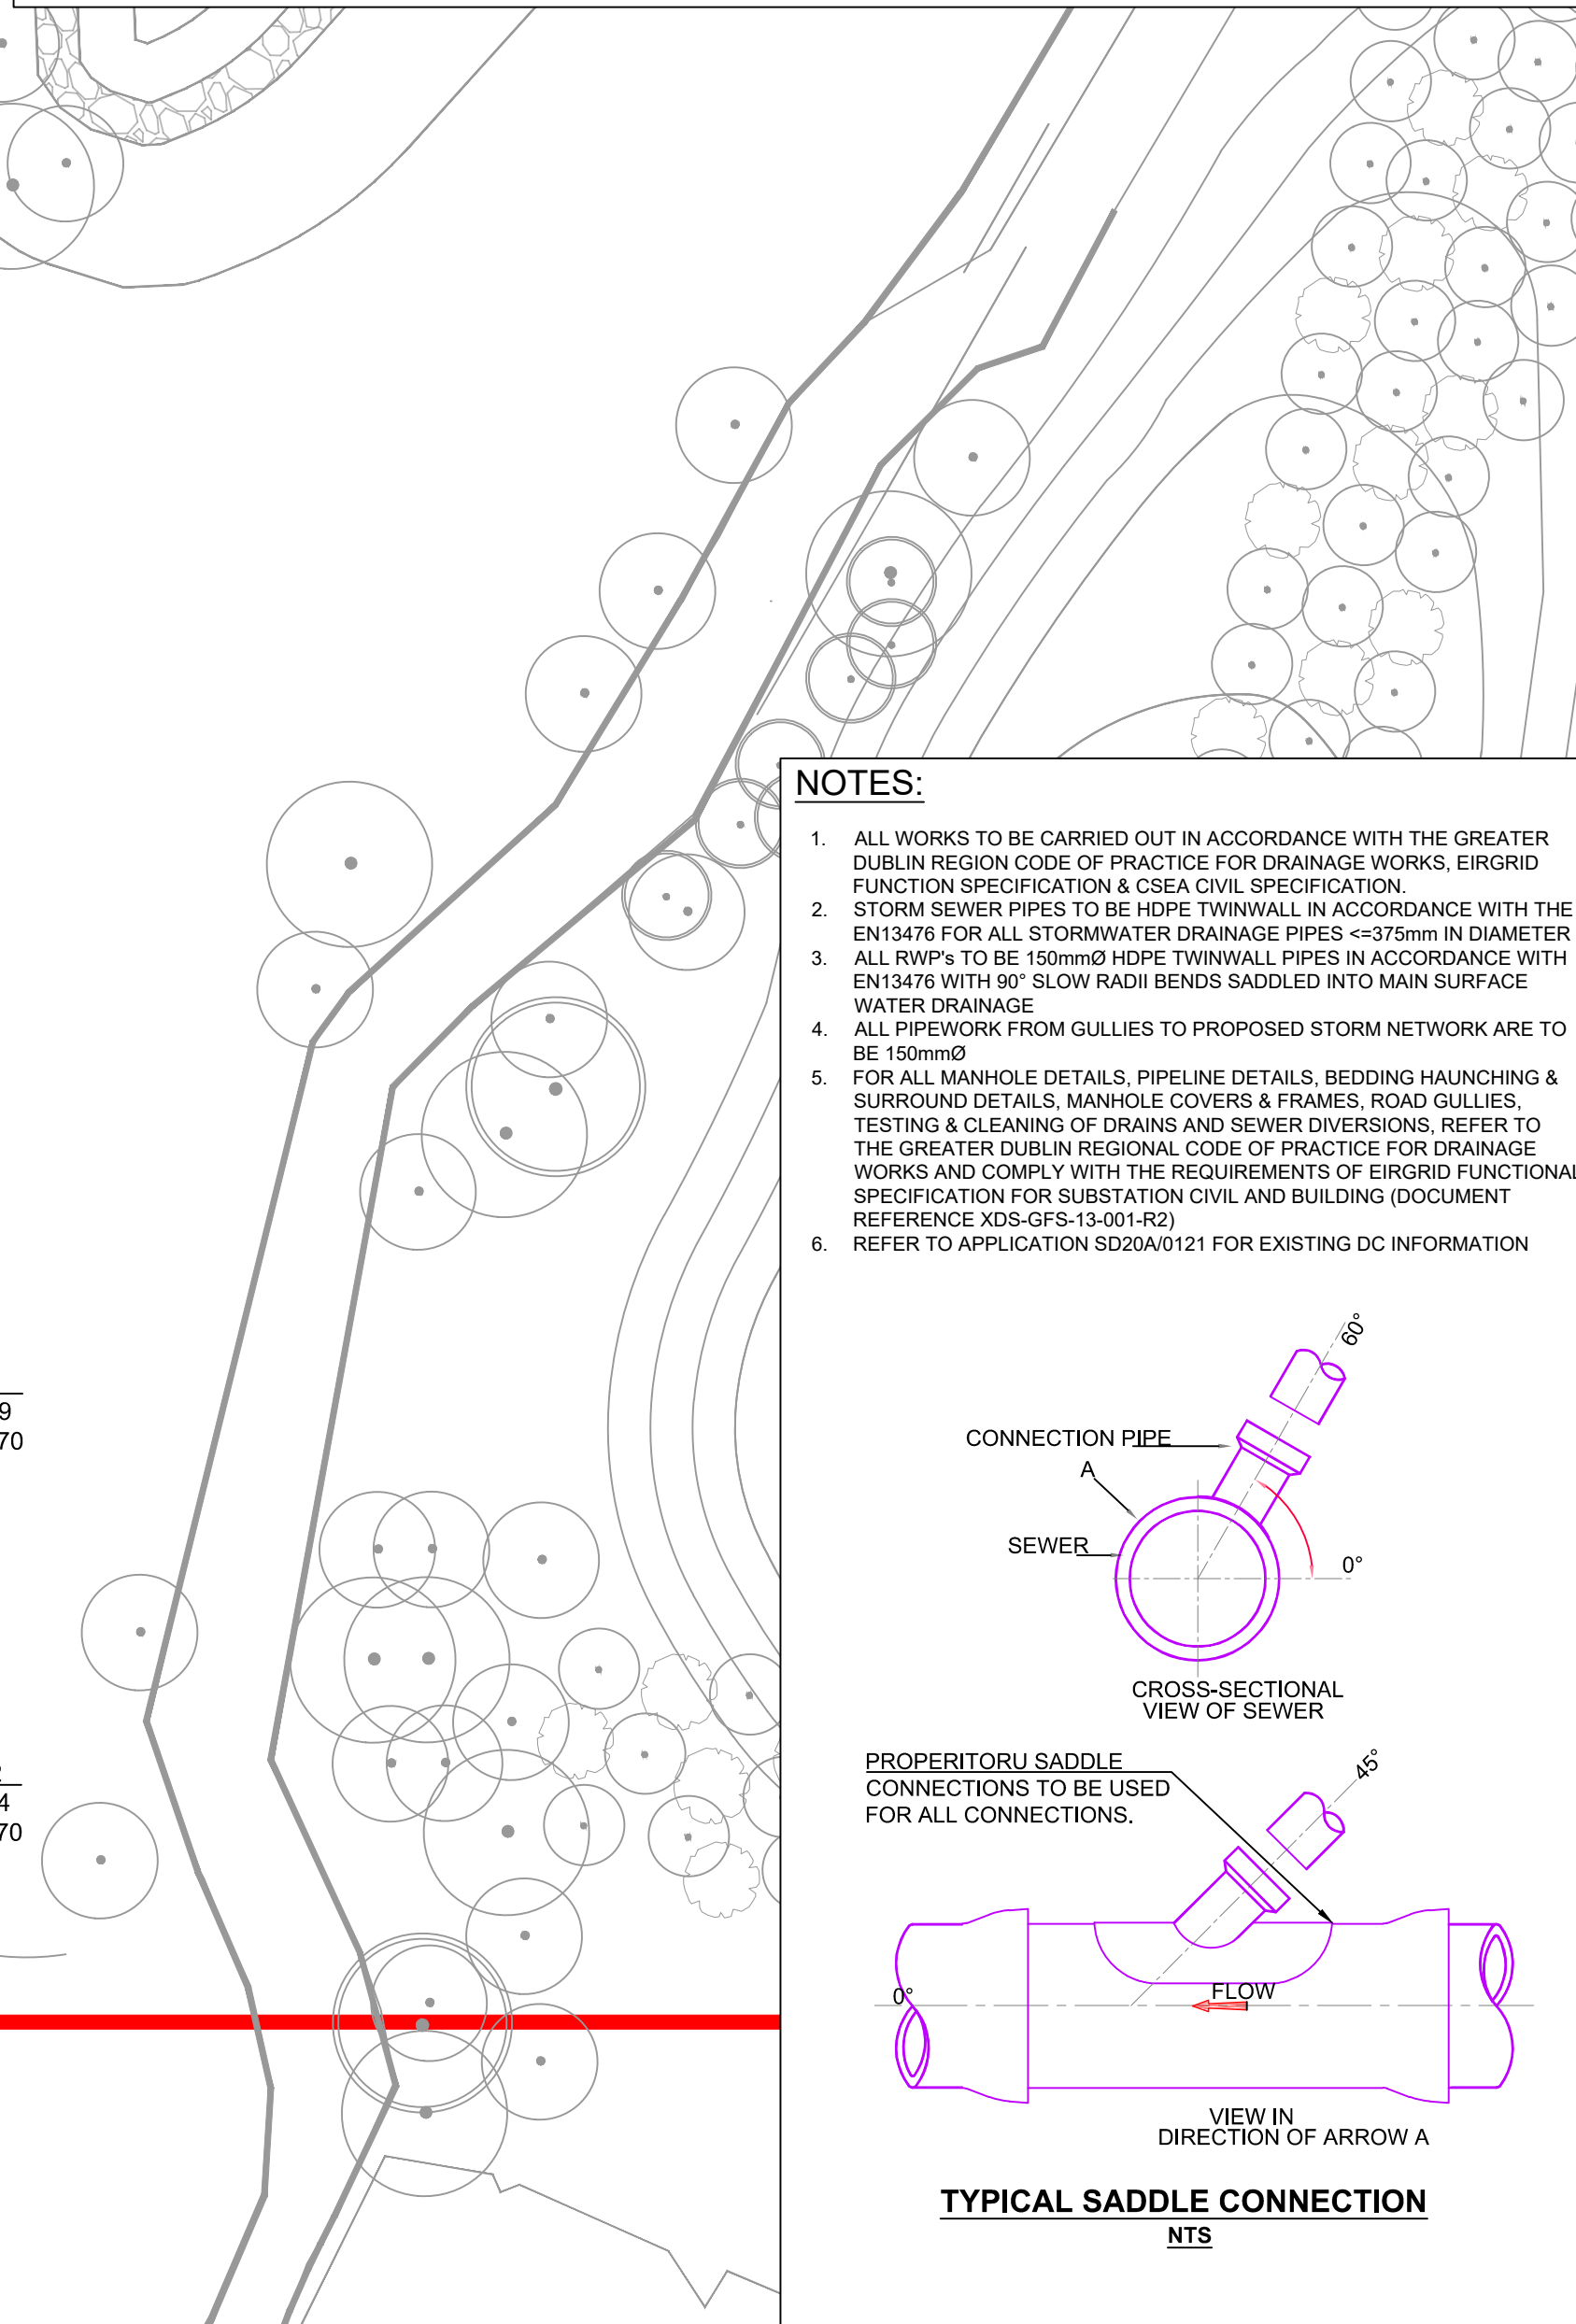 NOTES:
1. ALL WORKS TO BE CARRIED OUT IN ACCORDANCE WITH THE GREATER
DUBLIN REGION CODE OF PRACTICE FOR DRAINAGE WORKS, EIRGRID
FUNCTION SPECIFICATION & CSEA CIVIL SPECIFICATION.
2. STORM SEWER PIPES TO BE HDPE TWINWALL IN ACCORDANCE WITH THE
EN13476 FOR ALL STORMWATER DRAINAGE PIPES <=375mm IN DIAMETER
3. ALL RWP's TO BE 150mmØ HDPE TWINWALL PIPES IN ACCORDANCE WITH
EN13476 WITH 90° SLOW RADII BENDS SADDLED INTO MAIN SURFACE
WATER DRAINAGE
4. ALL PIPEWORK FROM GULLIES TO PROPOSED STORM NETWORK ARE TO
BE 150mmØ
5. FOR ALL MANHOLE DETAILS, PIPELINE DETAILS, BEDDING HAUNCHING &
SURROUND DETAILS, MANHOLE COVERS & FRAMES, ROAD GULLIES,
TESTING & CLEANING OF DRAINS AND SEWER DIVERSIONS, REFER TO
THE GREATER DUBLIN REGIONAL CODE OF PRACTICE FOR DRAINAGE
WORKS AND COMPLY WITH THE REQUIREMENTS OF EIRGRID FUNCTIONAL
SPECIFICATION FOR SUBSTATION CIVIL AND BUILDING (DOCUMENT
REFERENCE XDS-GFS-13-001-R2)
6. REFER TO APPLICATION SD20A/0121 FOR EXISTING DC INFORMATION
60°
9
70
CONNECTION PIPE
A
SEWER
0°
CROSS-SECTIONAL
VIEW OF SEWER
4
70
PROPERITORU SADDLE
CONNECTIONS TO BE USED
FOR ALL CONNECTIONS.
45°
0°
FLOW
VIEW IN
DIRECTION OF ARROW A
TYPICAL SADDLE CONNECTION
NTS